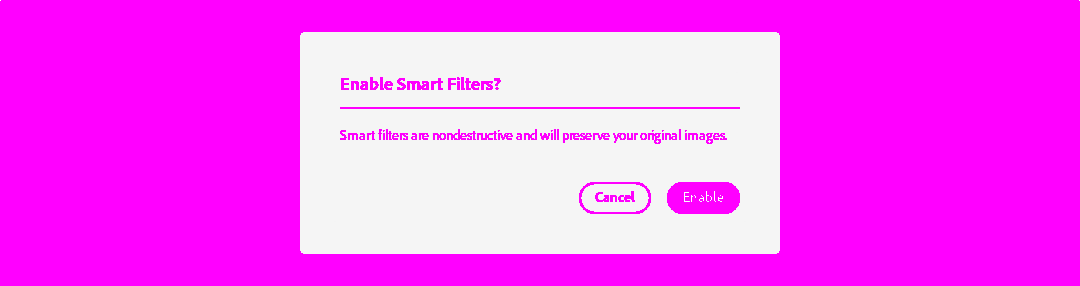 Enable Smart Filters?
Smart filters are nondestructive and will preserve your original images.
Cancel
Enable